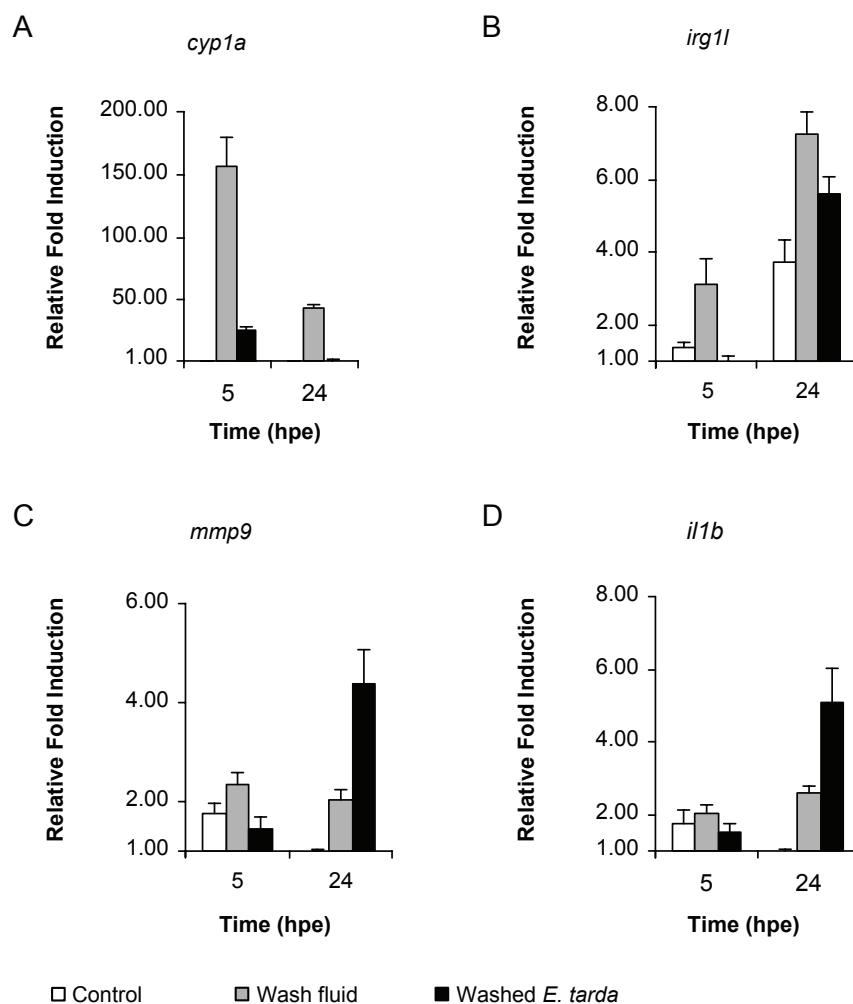 A
cyp1a
Relative Fold Induction
200.00
150.00
100.00
50.00
1.00
5 24
Time (hpe)
B
irg1l
Relative Fold Induction
8.00
6.00
4.00
2.00
1.00
5 24
Time (hpe)
C
mmp9
Relative Fold Induction
6.00
4.00
2.00
1.00
5 24
Time (hpe)
D
il1b
Relative Fold Induction
8.00
6.00
4.00
2.00
1.00
5 24
Time (hpe)
Control Wash fluid Washed E. tarda